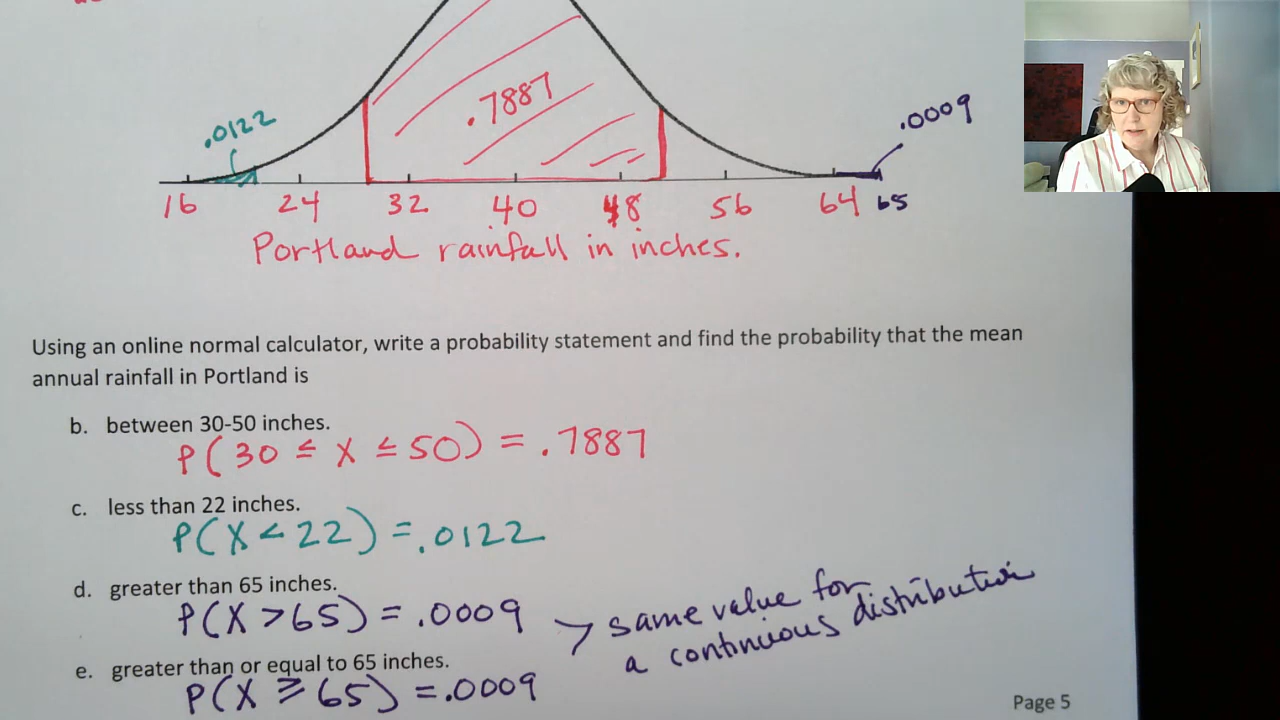 .7887
.0122
.0009
16 24 32 40 48 56 64 65
Portland rainfall in inches.
Using an online normal calculator, write a probability statement and find the probability that the mean
annual rainfall in Portland is
b. between 30-50 inches.
P(30 ≤ X ≤ 50) = .7887
c. less than 22 inches.
P(X < 22) = .0122
d. greater than 65 inches.
P(X > 65) = .0009
> same value for
a continuous distribution
e. greater than or equal to 65 inches.
P(X ≥ 65) = .0009
Page 5